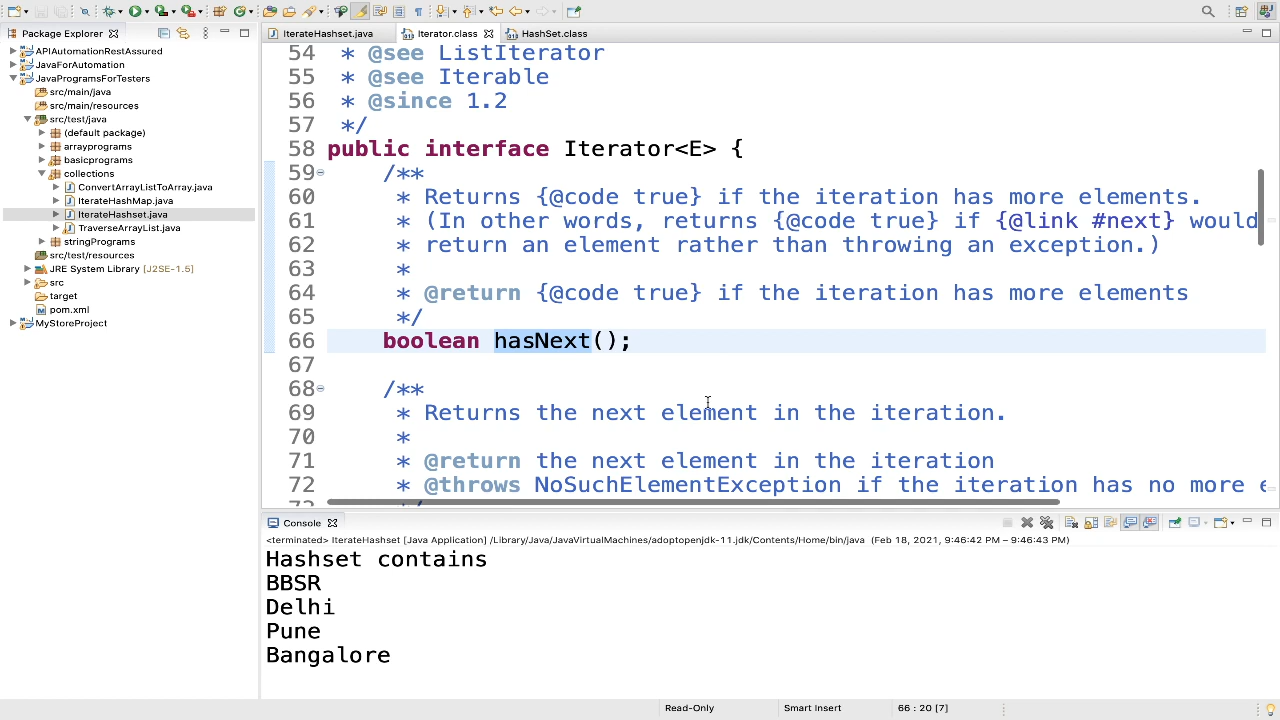 Package Explorer
APIAutomationRestAssured
JavaForAutomation
JavaProgramsForTesters
src/main/java
src/main/resources
src/test/java
(default package)
arrayprograms
basicprograms
collections
ConvertArrayListToArray.java
IterateHashMap.java
IterateHashset.java
TraverseArrayList.java
stringPrograms
src/test/resources
JRE System Library [J2SE-1.5]
src
target
pom.xml
MyStoreProject
IterateHashset.java Iterator.class HashSet.class
54 * @see ListIterator
55 * @see Iterable
56 * @since 1.2
57 */
58 public interface Iterator<E> {
59 /**
60 * Returns {@code true} if the iteration has more elements.
61 * (In other words, returns {@code true} if {@link #next} would
62 * return an element rather than throwing an exception.)
63 *
64 * @return {@code true} if the iteration has more elements
65 */
66 boolean hasNext();
67
68 /**
69 * Returns the next element in the iteration.
70 *
71 * @return the next element in the iteration
72 * @throws NoSuchElementException if the iteration has no more
Console
<terminated> IterateHashset [Java Application] /Library/Java/JavaVirtualMachines/adoptopenjdk-11.jdk/Contents/Home/bin/java (Feb 18, 2021, 9:46:42 PM – 9:46:43 PM)
Hashset contains
BBSR
Delhi
Pune
Bangalore
Read-Only Smart Insert 66 : 20 [7]